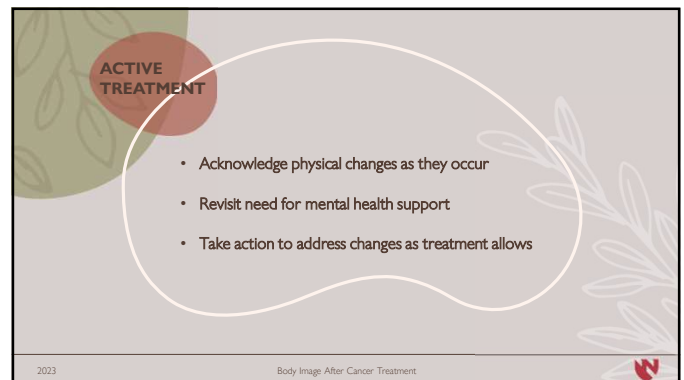 ACTIVE
TREATMENT
• Acknowledge physical changes as they occur
• Revisit need for mental health support
• Take action to address changes as treatment allows
2023 Body Image After Cancer Treatment N